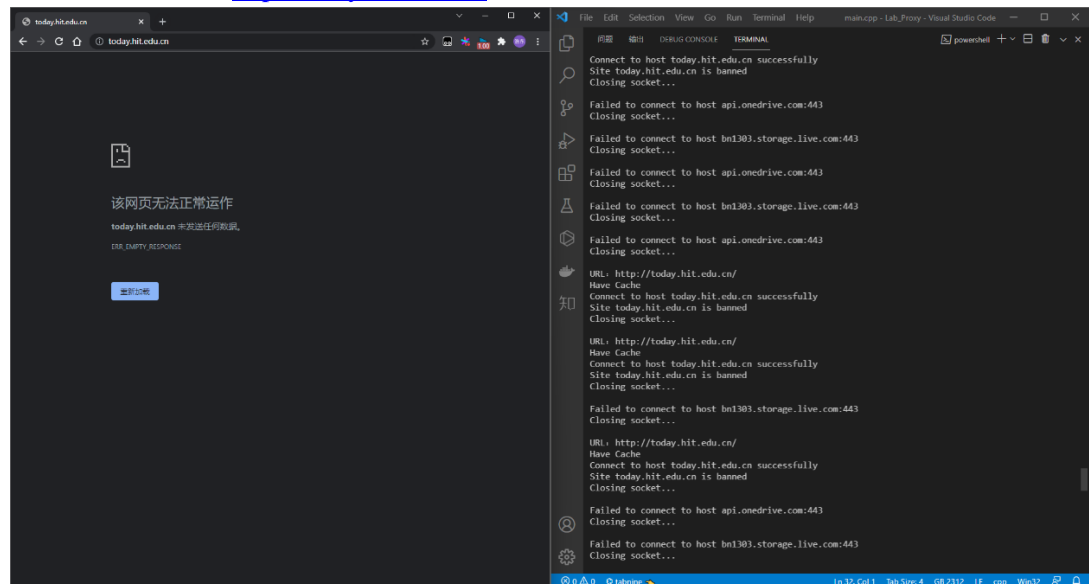 today.hit.edu.cn
today.hit.edu.cn
1.00
该网页无法正常运作
today.hit.edu.cn 未发送任何数据。
ERR_EMPTY_RESPONSE
重新加载
File Edit Selection View Go Run Terminal Help main.cpp - Lab_Proxy - Visual Studio Code
问题 输出 DEBUG CONSOLE TERMINAL powershell
Connect to host today.hit.edu.cn successfully
Site today.hit.edu.cn is banned
Closing socket...
Failed to connect to host api.onedrive.com:443
Closing socket...
Failed to connect to host bn1303.storage.live.com:443
Closing socket...
Failed to connect to host api.onedrive.com:443
Closing socket...
Failed to connect to host bn1303.storage.live.com:443
Closing socket...
Failed to connect to host api.onedrive.com:443
Closing socket...
URL: http://today.hit.edu.cn/
Have Cache
Connect to host today.hit.edu.cn successfully
Site today.hit.edu.cn is banned
Closing socket...
URL: http://today.hit.edu.cn/
Have Cache
Connect to host today.hit.edu.cn successfully
Site today.hit.edu.cn is banned
Closing socket...
Failed to connect to host bn1303.storage.live.com:443
Closing socket...
URL: http://today.hit.edu.cn/
Have Cache
Connect to host today.hit.edu.cn successfully
Site today.hit.edu.cn is banned
Closing socket...
Failed to connect to host api.onedrive.com:443
Closing socket...
Failed to connect to host bn1303.storage.live.com:443
Closing socket...
知
0 0 tabnine Ln 32, Col 1 Tab Size: 4 GB 2312 LF cpp Win32